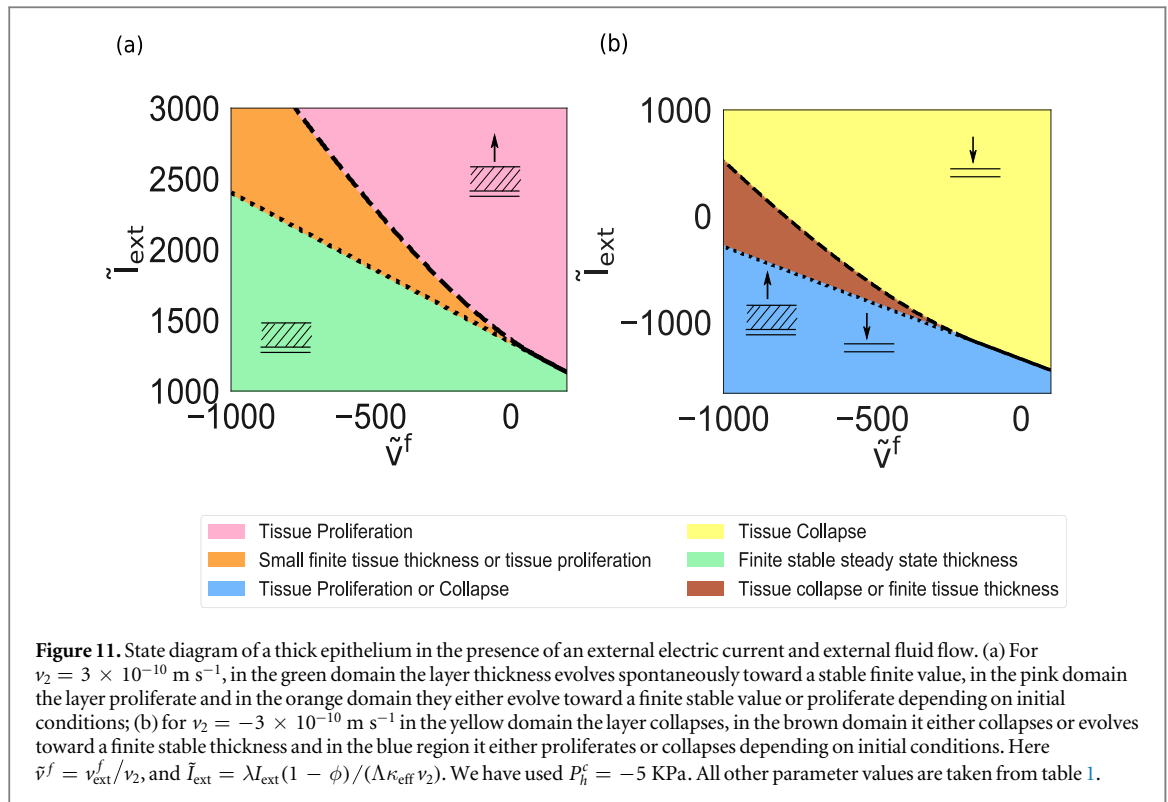 (a)
(b)
3000
2500
2000
1500
1000
−1000
−500
0
Ĩext
ṽᶠ
1000
0
−1000
−1000
−500
0
Ĩext
ṽᶠ
Tissue Proliferation
Small finite tissue thickness or tissue proliferation
Tissue Proliferation or Collapse
Tissue Collapse
Finite stable steady state thickness
Tissue collapse or finite tissue thickness
Figure 11. State diagram of a thick epithelium in the presence of an external electric current and external fluid flow. (a) For
ν₂ = 3 × 10⁻¹⁰ m s⁻¹, in the green domain the layer thickness evolves spontaneously toward a stable finite value, in the pink domain
the layer proliferate and in the orange domain they either evolve toward a finite stable value or proliferate depending on initial
conditions; (b) for ν₂ = −3 × 10⁻¹⁰ m s⁻¹ in the yellow domain the layer collapses, in the brown domain it either collapses or evolves
toward a finite stable thickness and in the blue region it either proliferates or collapses depending on initial conditions. Here
ṽᶠ = vᶠext/ν₂, and Ĩext = λIext(1 − ϕ)/(Λκeff ν₂). We have used Pᶜₕ = −5 KPa. All other parameter values are taken from table 1.